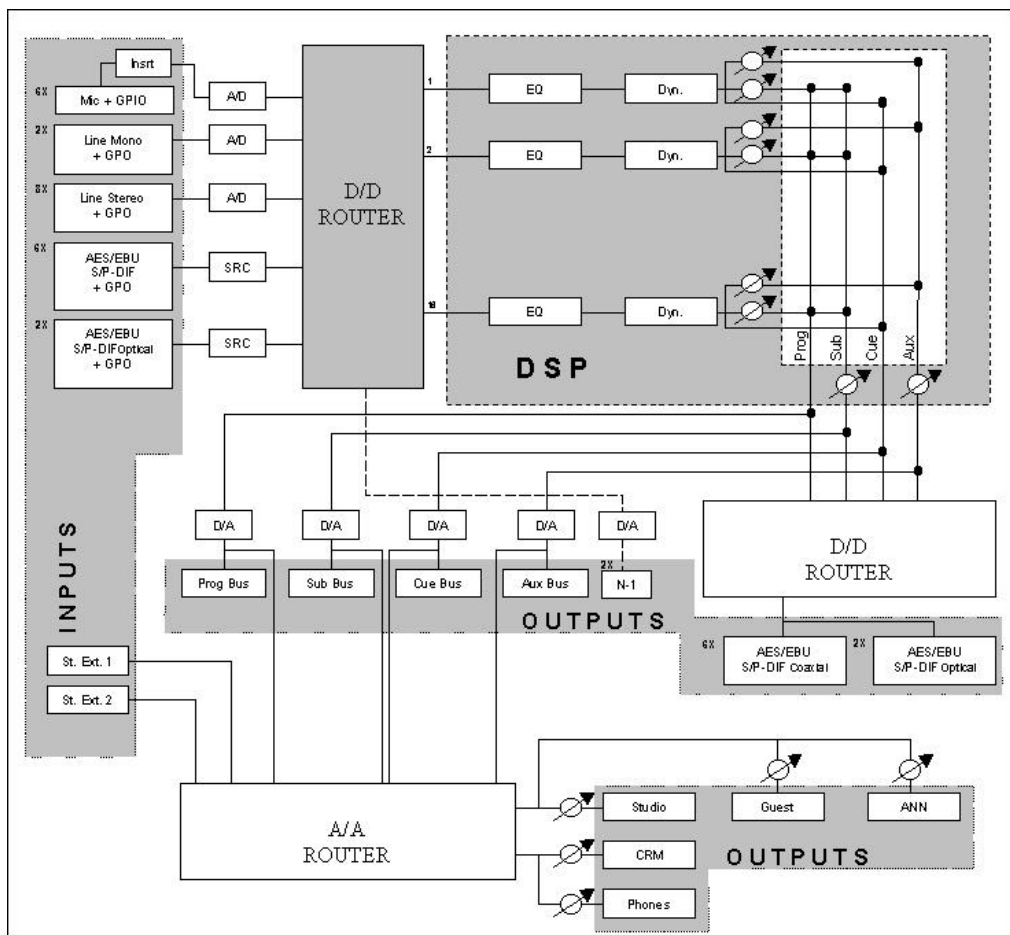 Insrt
6X
Mic + GPIO
A/D
2X
Line Mono
+ GPO
A/D
8X
Line Stereo
+ GPO
A/D
6X
AES/EBU
S/P-DIF
+ GPO
SRC
2X
AES/EBU
S/P-DIFOptical
+ GPO
SRC
D/D
ROUTER
1
EQ
Dyn.
2
EQ
Dyn.
16
EQ
Dyn.
Prog
Sub
Cue
Aux
DSP
INPUTS
D/A
D/A
D/A
D/A
D/A
Prog Bus
Sub Bus
Cue Bus
Aux Bus
2X
N-1
OUTPUTS
D/D
ROUTER
6X
AES/EBU
S/P-DIF Coaxial
2X
AES/EBU
S/P-DIF Optical
St. Ext. 1
St. Ext. 2
A/A
ROUTER
Studio
Guest
ANN
CRM
OUTPUTS
Phones